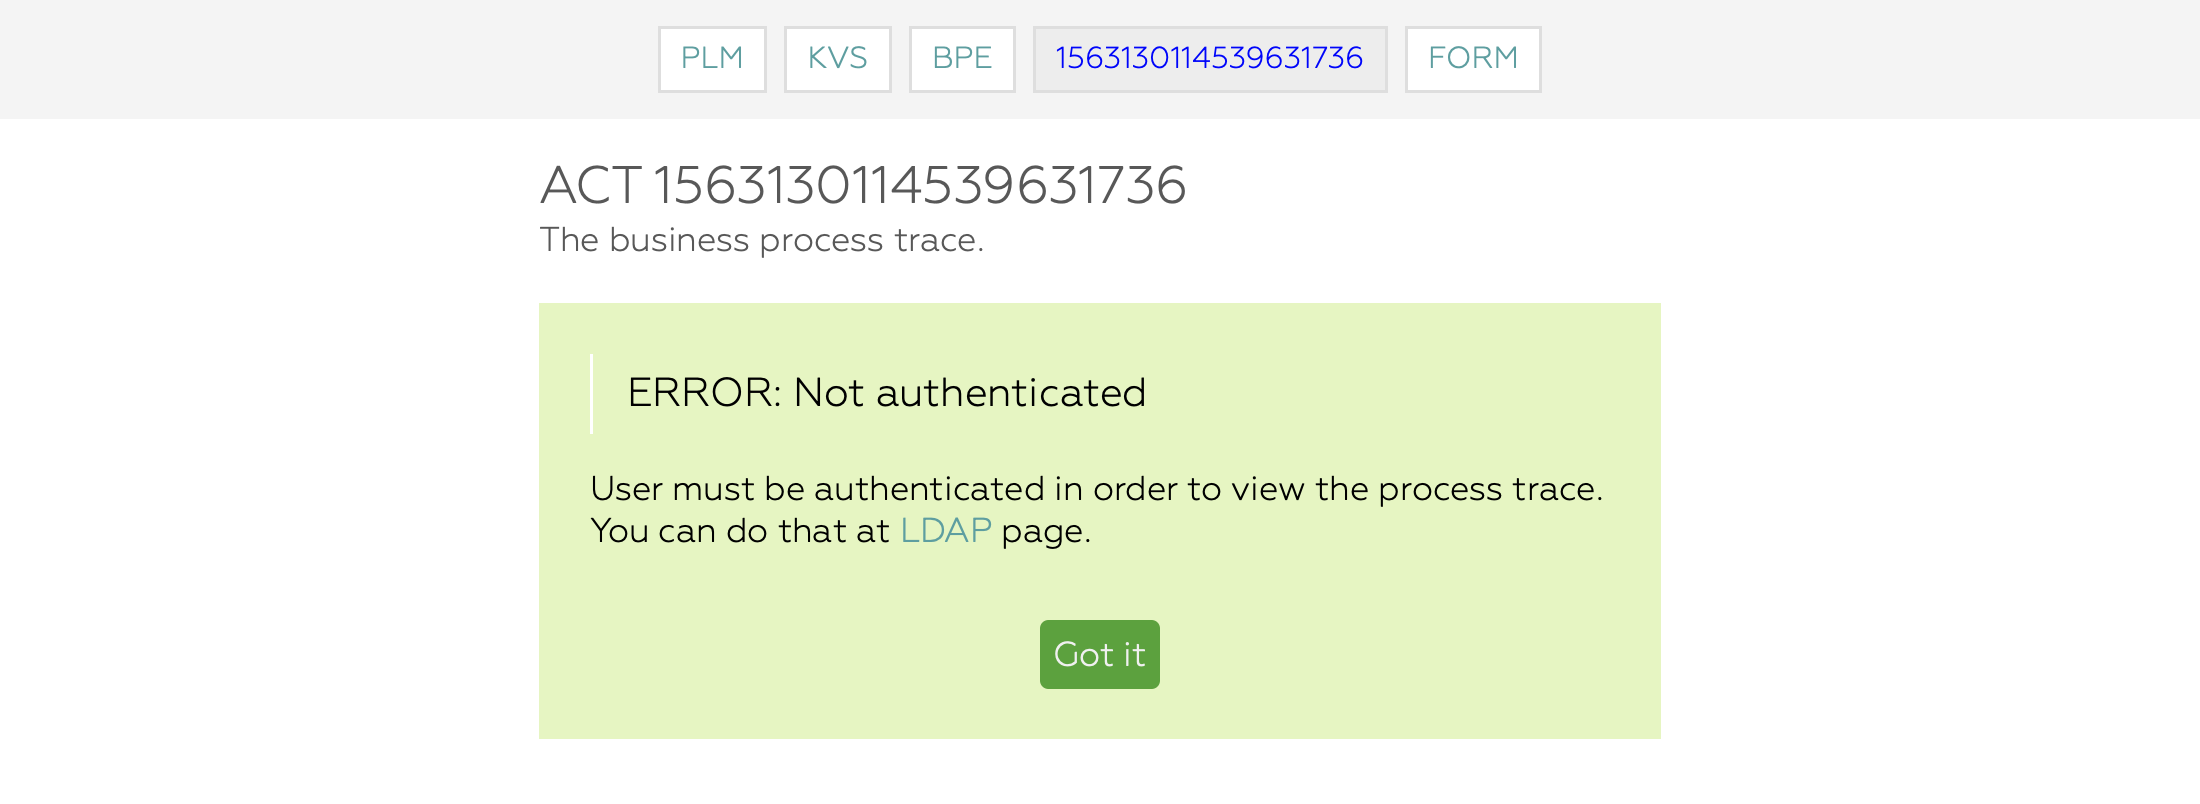 PLM KVS BPE 1563130114539631736 FORM
ACT 1563130114539631736
The business process trace.
ERROR: Not authenticated
User must be authenticated in order to view the process trace.
You can do that at LDAP page.
Got it